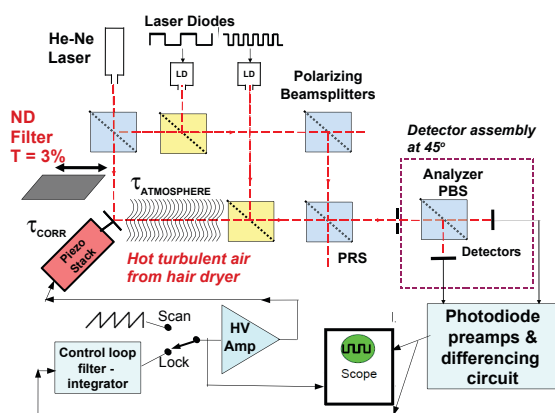 Laser Diodes
He-Ne
Laser
LD
LD
Polarizing
Beamsplitters
ND
Filter
T = 3%
Detector assembly
at 45°
Analyzer
PBS
τATMOSPHERE
τCORR
Piezo
Stack
Hot turbulent air
from hair dryer
PRS
Detectors
Scan
Lock
HV
Amp
Control loop
filter -
integrator
I.
Scope
Photodiode
preamps &
differencing
circuit